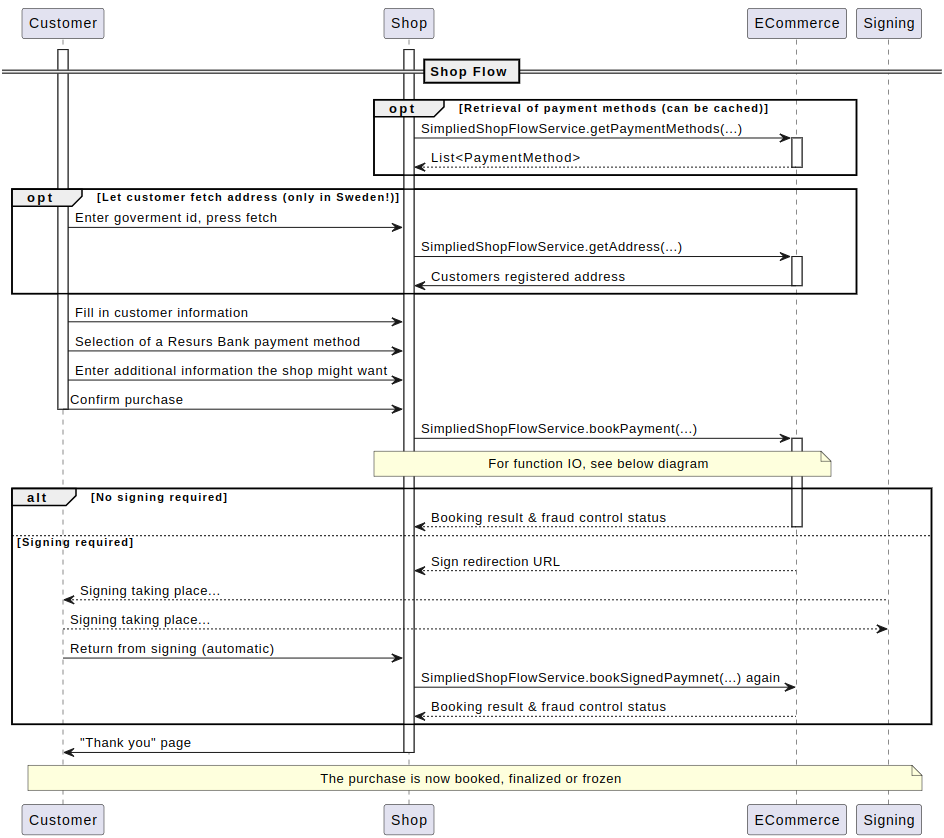 Customer Shop ECommerce Signing
Shop Flow
opt [Retrieval of payment methods (can be cached)]
SimpliedShopFlowService.getPaymentMethods(...)
List<PaymentMethod>
opt [Let customer fetch address (only in Sweden!)]
Enter goverment id, press fetch
SimpliedShopFlowService.getAddress(...)
Customers registered address
Fill in customer information
Selection of a Resurs Bank payment method
Enter additional information the shop might want
Confirm purchase
SimpliedShopFlowService.bookPayment(...)
For function IO, see below diagram
alt [No signing required]
Booking result & fraud control status
[Signing required]
Sign redirection URL
Signing taking place...
Signing taking place...
Return from signing (automatic)
SimpliedShopFlowService.bookSignedPaymnet(...) again
Booking result & fraud control status
"Thank you" page
The purchase is now booked, finalized or frozen
Customer Shop ECommerce Signing